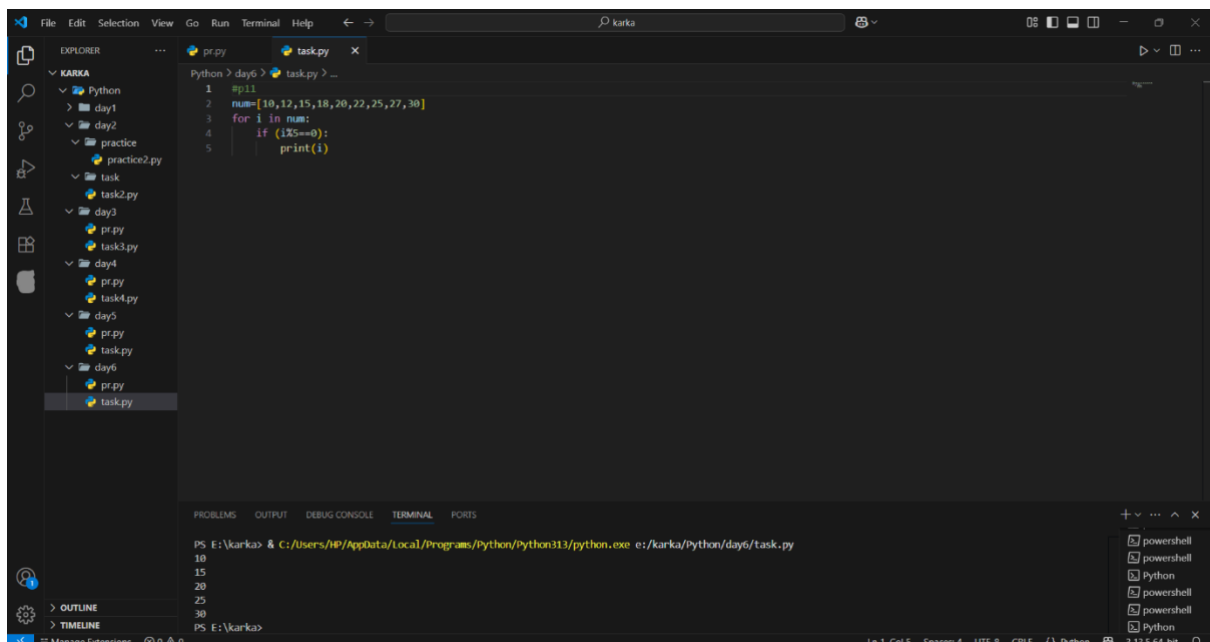 File Edit Selection View Go Run Terminal Help
karka
EXPLORER
KARKA
Python
day1
day2
practice
practice2.py
task
task2.py
day3
pr.py
task3.py
day4
pr.py
task4.py
day5
pr.py
task.py
day6
pr.py
task.py
OUTLINE
TIMELINE
pr.py task.py
Python > day6 > task.py > ...
1 #p11
2 num=[10,12,15,18,20,22,25,27,30]
3 for i in num:
4 if (i%5==0):
5 print(i)
PROBLEMS OUTPUT DEBUG CONSOLE TERMINAL PORTS
PS E:\karka> & C:/Users/HP/AppData/Local/Programs/Python/Python313/python.exe e:/karka/Python/day6/task.py
10
15
20
25
30
PS E:\karka>
powershell
powershell
Python
powershell
powershell
Python
1
Manage Extensions